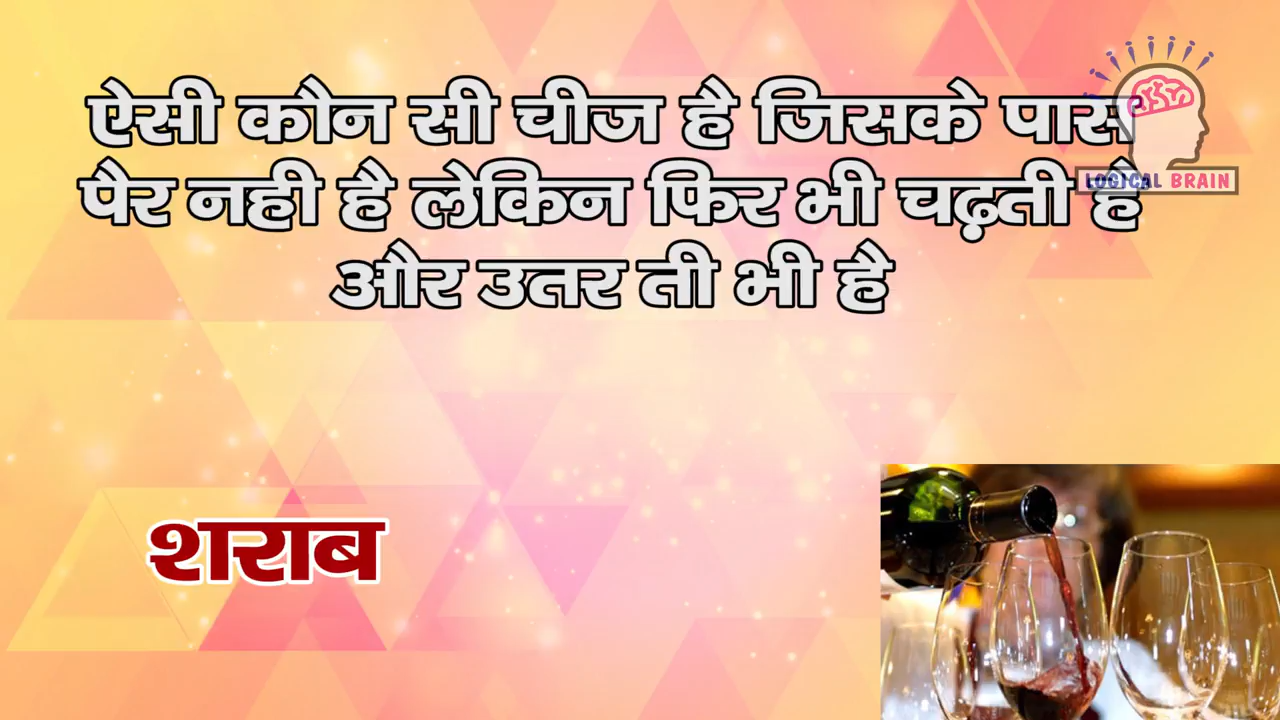 ऐसी कौन सी चीज है जिसके पास
पैर नही है लेकिन फिर भी चढ़ती है
और उतर ती भी है
LOGICAL BRAIN
शराब